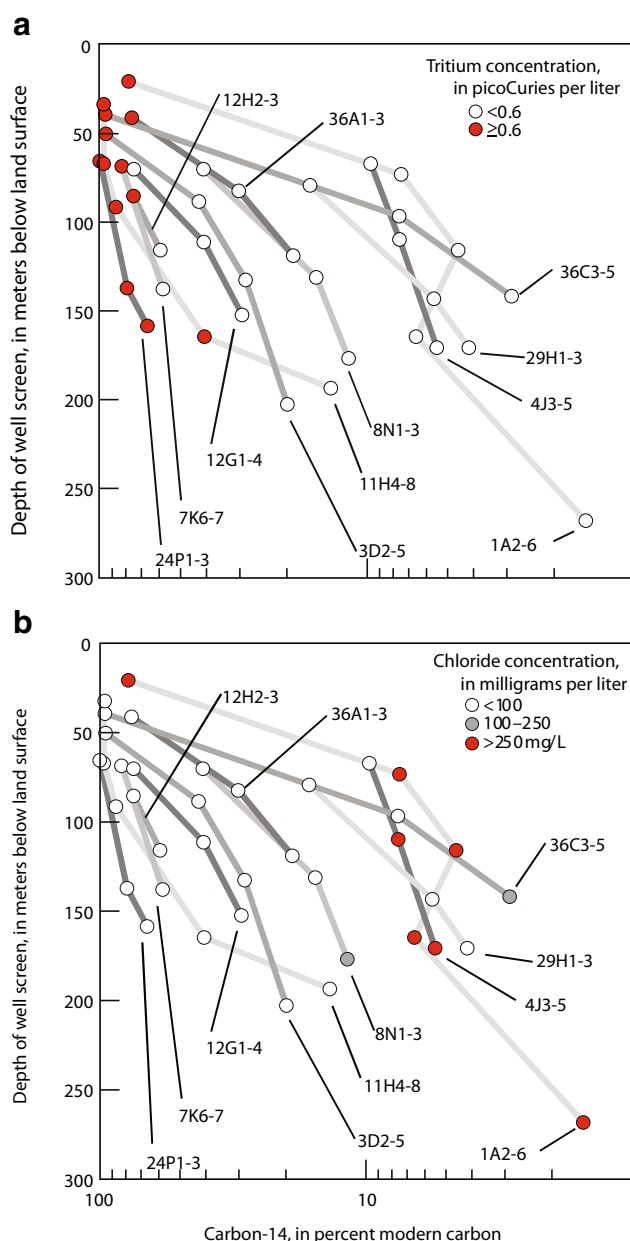 a
0
50
100
150
200
250
300
Depth of well screen, in meters below land surface
Tritium concentration,
in picoCuries per liter
<0.6
≥0.6
12H2-3
36A1-3
36C3-5
29H1-3
4J3-5
8N1-3
11H4-8
12G1-4
7K6-7
24P1-3
3D2-5
1A2-6
b
0
50
100
150
200
250
300
Depth of well screen, in meters below land surface
Chloride concentration,
in milligrams per liter
<100
100–250
>250 mg/L
12H2-3
36A1-3
36C3-5
29H1-3
4J3-5
8N1-3
12G1-4
11H4-8
7K6-7
3D2-5
24P1-3
1A2-6
100
10
Carbon-14, in percent modern carbon